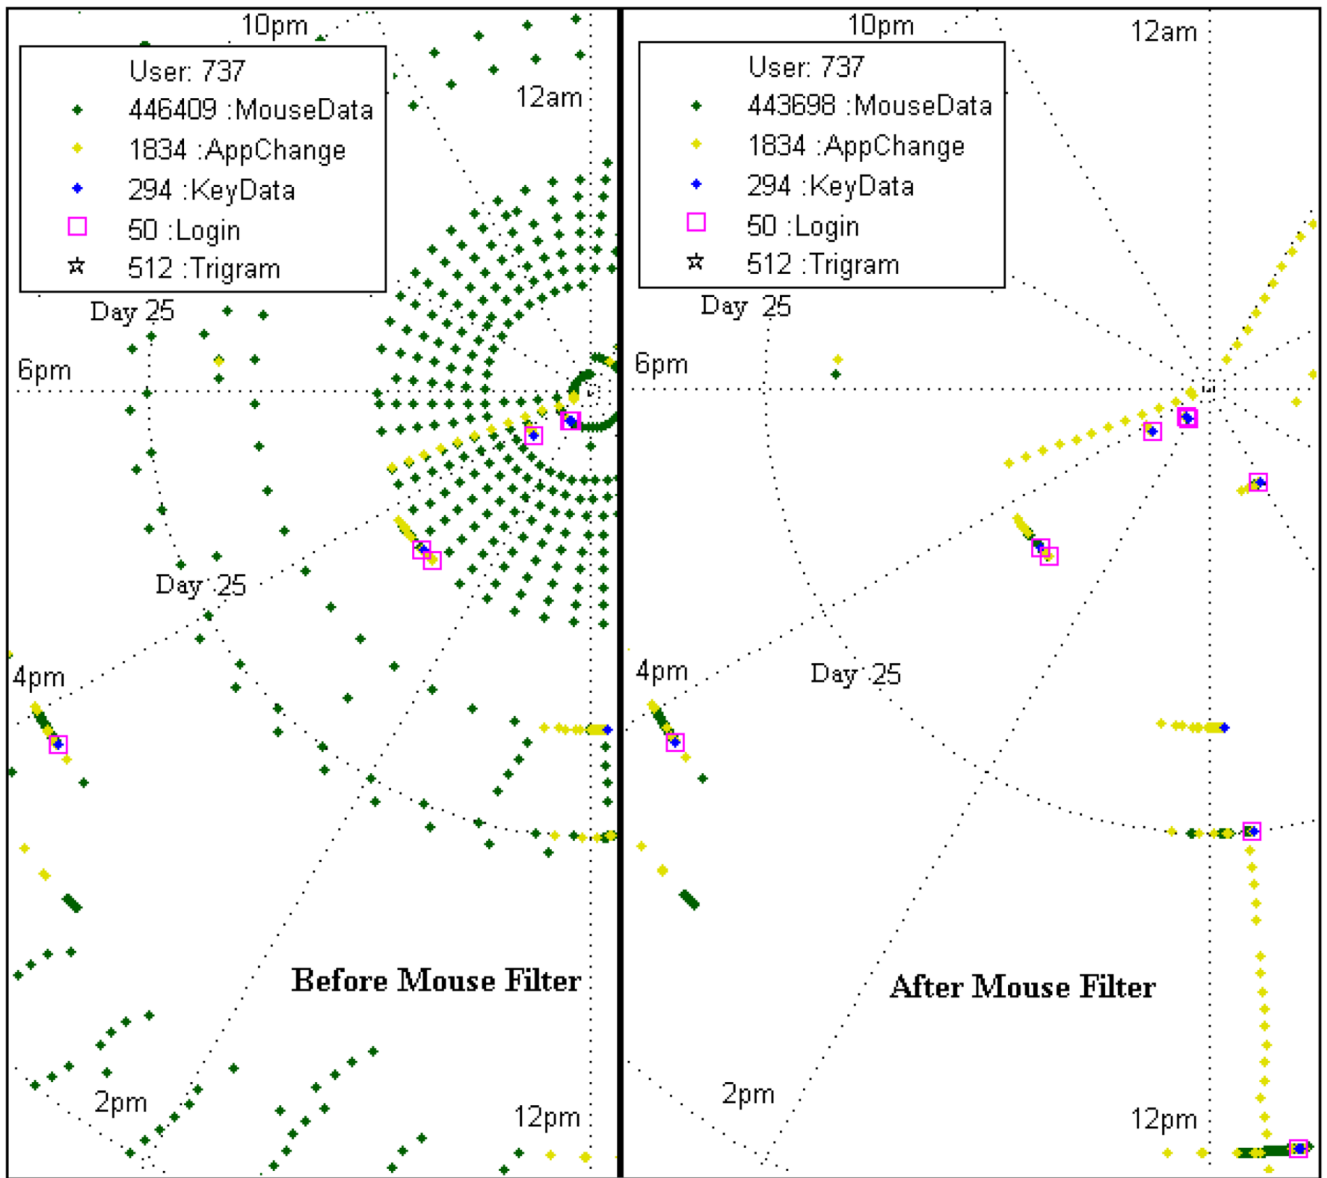 10pm
User: 737
446409 :MouseData
1834 :AppChange
294 :KeyData
50 :Login
512 :Trigram
12am
Day 25
6pm
Day 25
4pm
Before Mouse Filter
2pm
12pm
10pm
12am
User: 737
443698 :MouseData
1834 :AppChange
294 :KeyData
50 :Login
512 :Trigram
Day 25
6pm
4pm
Day 25
After Mouse Filter
2pm
12pm